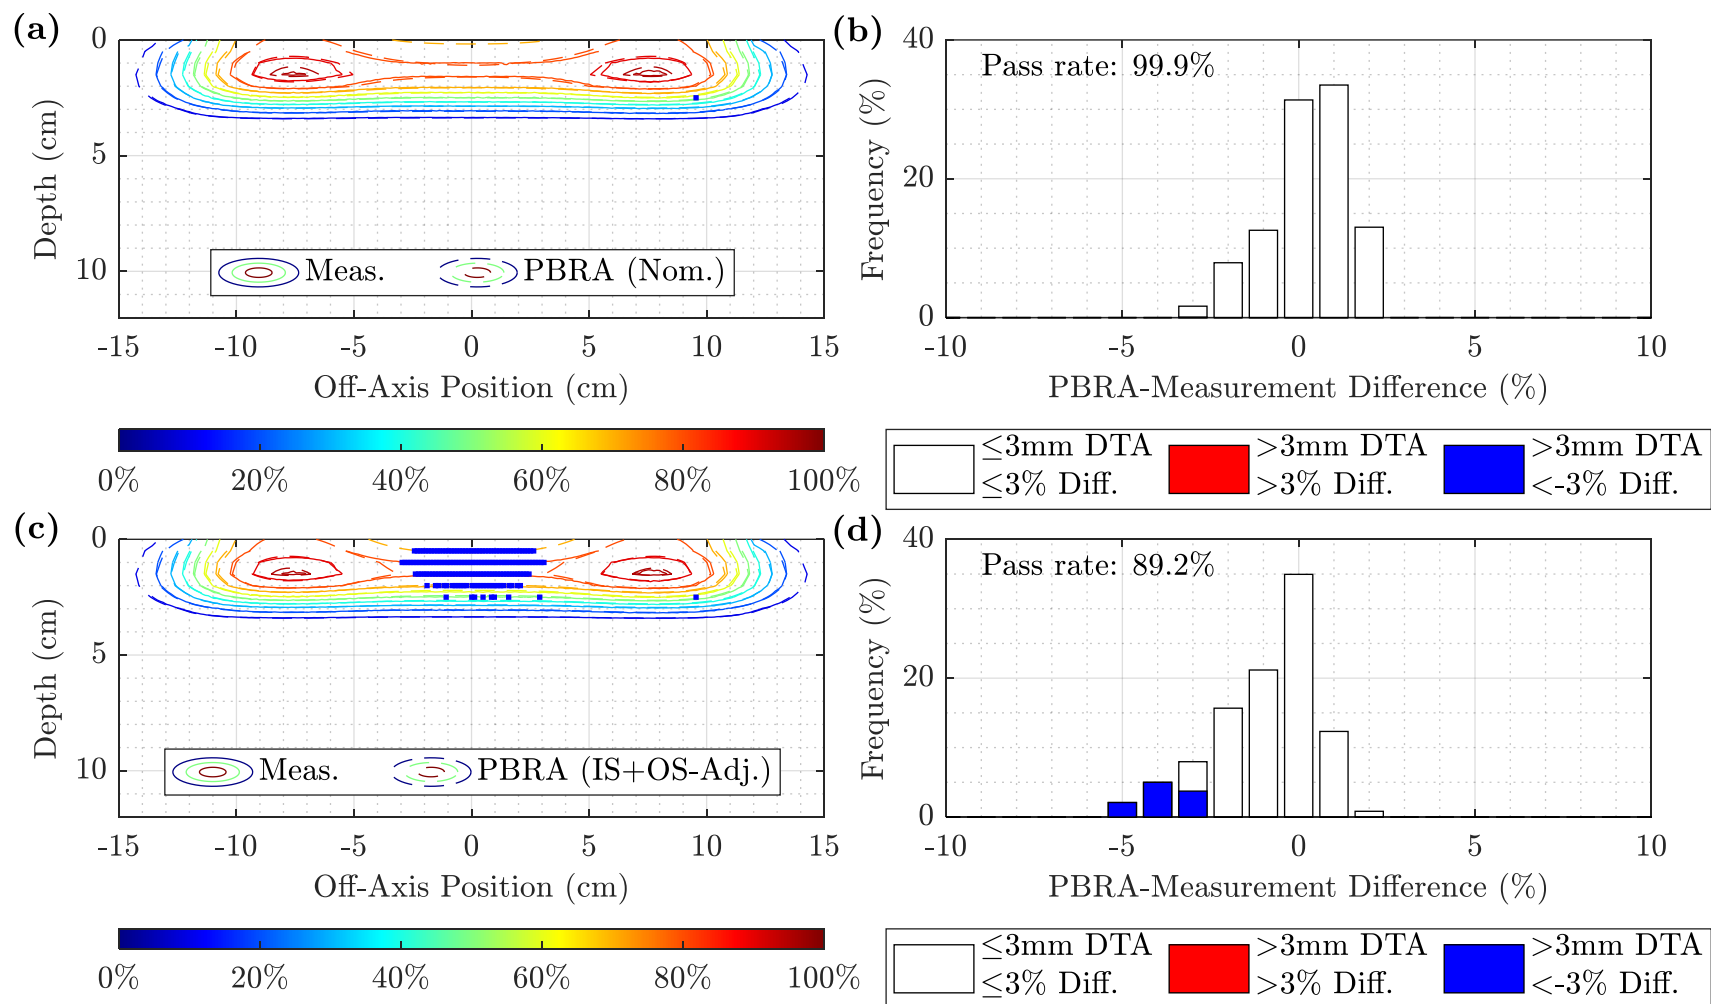 (a)
0
5
10
Depth (cm)
Meas. PBRA (Nom.)
-15 -10 -5 0 5 10 15
Off-Axis Position (cm)
0% 20% 40% 60% 80% 100%
(b)
40
20
0
Frequency (%)
Pass rate: 99.9%
-10 -5 0 5 10
PBRA-Measurement Difference (%)
≤3mm DTA >3mm DTA >3mm DTA
≤3% Diff. >3% Diff. <-3% Diff.
(c)
0
5
10
Depth (cm)
Meas. PBRA (IS+OS-Adj.)
-15 -10 -5 0 5 10 15
Off-Axis Position (cm)
0% 20% 40% 60% 80% 100%
(d)
40
20
0
Frequency (%)
Pass rate: 89.2%
-10 -5 0 5 10
PBRA-Measurement Difference (%)
≤3mm DTA >3mm DTA >3mm DTA
≤3% Diff. >3% Diff. <-3% Diff.